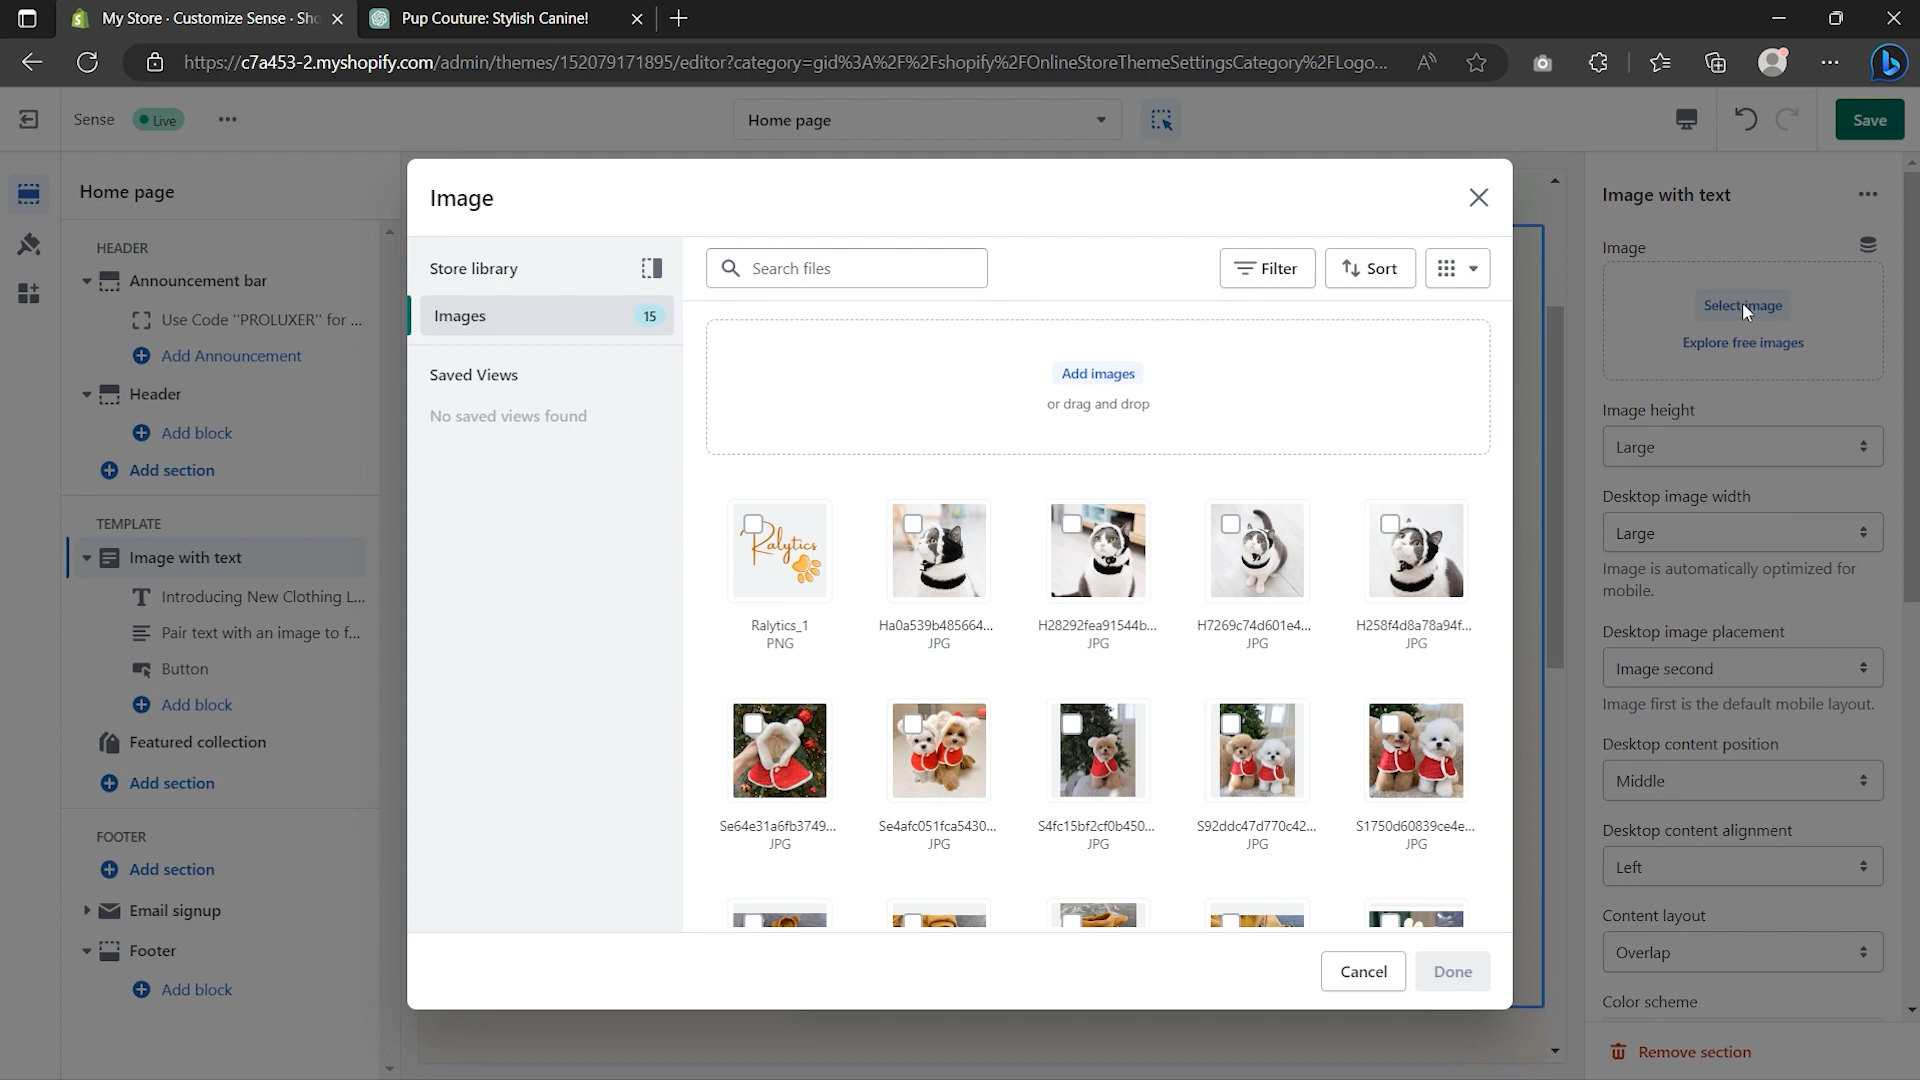 My Store · Customize Sense · Sho
Pup Couture: Stylish Canine!
https://c7a453-2.myshopify.com/admin/themes/152079171895/editor?category=gid%3A%2F%2Fshopify%2FOnlineStoreThemeSettingsCategory%2FLogo...
Sense
Live
Home page
Save
Home page
HEADER
Announcement bar
Use Code "PROLUXER" for ...
Add Announcement
Header
Add block
Add section
TEMPLATE
Image with text
Introducing New Clothing L...
Pair text with an image to f...
Button
Add block
Featured collection
Add section
FOOTER
Add section
Email signup
Footer
Add block
Image
Store library
Images
15
Saved Views
No saved views found
Search files
Filter
Sort
Add images
or drag and drop
Ralytics
Ralytics_1
PNG
Ha0a539b485664...
JPG
H28292fea91544b...
JPG
H7269c74d601e4...
JPG
H258f4d8a78a94f...
JPG
Se64e31a6fb3749...
JPG
Se4afc051fca5430...
JPG
S4fc15bf2cf0b450...
JPG
S92ddc47d770c42...
JPG
S1750d60839ce4e...
JPG
Cancel
Done
Image with text
Image
Select image
Explore free images
Image height
Large
Desktop image width
Large
Image is automatically optimized for
mobile.
Desktop image placement
Image second
Image first is the default mobile layout.
Desktop content position
Middle
Desktop content alignment
Left
Content layout
Overlap
Color scheme
Remove section